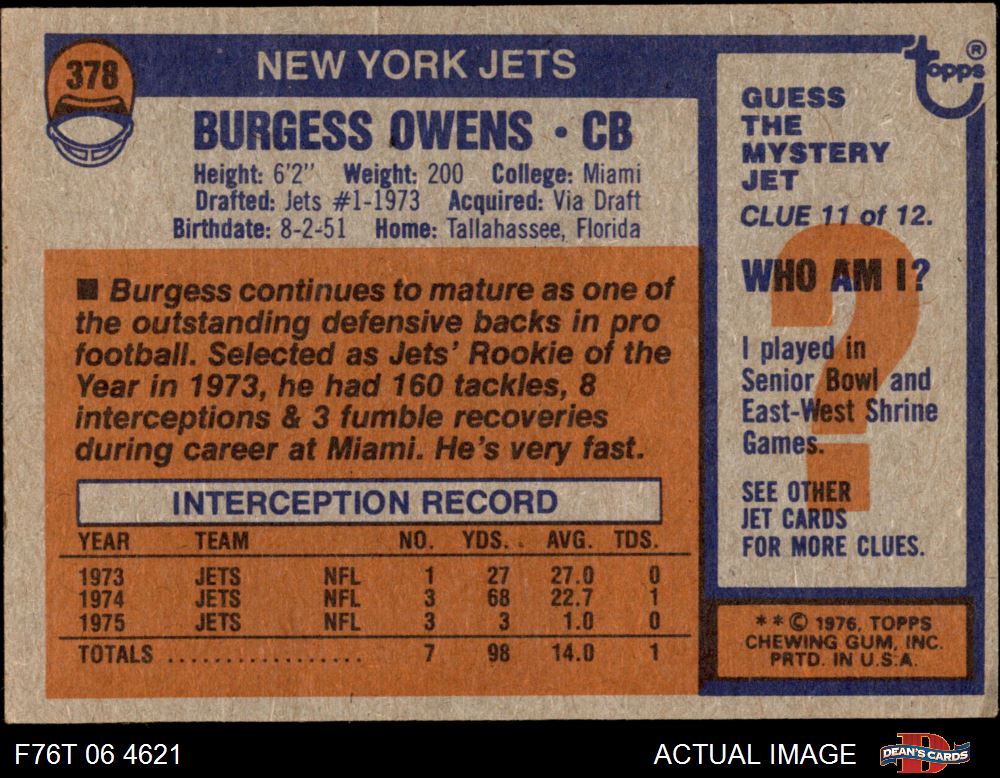 378
NEW YORK JETS
BURGESS OWENS • CB
Height: 6'2" Weight: 200 College: Miami
Drafted: Jets #1-1973 Acquired: Via Draft
Birthdate: 8-2-51 Home: Tallahassee, Florida
■ Burgess continues to mature as one of
the outstanding defensive backs in pro
football. Selected as Jets' Rookie of the
Year in 1973, he had 160 tackles, 8
interceptions & 3 fumble recoveries
during career at Miami. He's very fast.
INTERCEPTION RECORD
YEAR TEAM NO. YDS. AVG. TDS.
1973 JETS NFL 1 27 27.0 0
1974 JETS NFL 3 68 22.7 1
1975 JETS NFL 3 3 1.0 0
TOTALS .................. 7 98 14.0 1
topps ®
GUESS
THE
MYSTERY
JET
CLUE 11 of 12.
WHO AM I?
I played in
Senior Bowl and
East-West Shrine
Games.
SEE OTHER
JET CARDS
FOR MORE CLUES.
?
** © 1976, TOPPS
CHEWING GUM, INC.
PRTD. IN U.S.A.
F76T 06 4621
ACTUAL IMAGE
D
DEAN'S CARDS